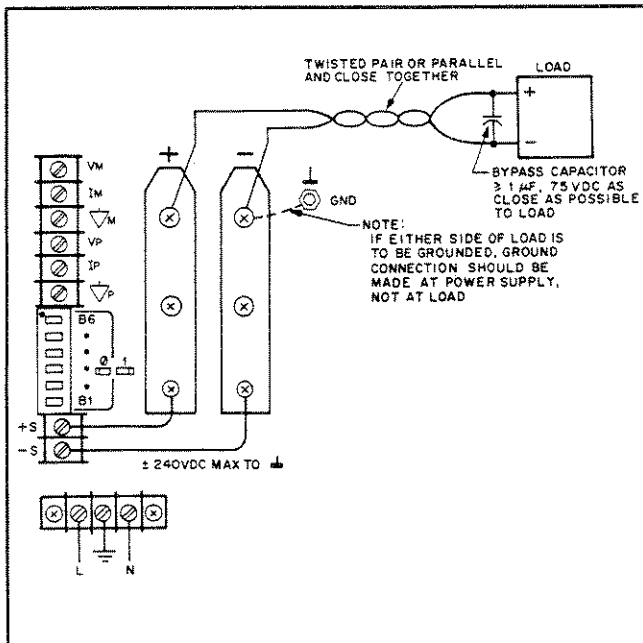 TWISTED PAIR OR PARALLEL
AND CLOSE TOGETHER
LOAD
+
−
+
−
BYPASS CAPACITOR
≥ 1 µF, 75 VDC AS
CLOSE AS POSSIBLE
TO LOAD
GND
NOTE:
IF EITHER SIDE OF LOAD IS
TO BE GROUNDED, GROUND
CONNECTION SHOULD BE
MADE AT POWER SUPPLY,
NOT AT LOAD
VM
IM
M
VP
IP
P
B6
0 1
B1
+S
−S
± 240VDC MAX TO
L N